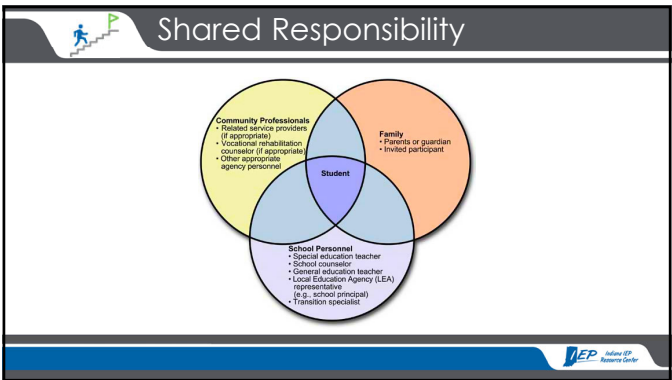 Shared Responsibility
Community Professionals
• Related service providers
(if appropriate)
• Vocational rehabilitation
counselor (if appropriate)
• Other appropriate
agency personnel
Family
• Parents or guardian
• Invited participant
Student
School Personnel
• Special education teacher
• School counselor
• General education teacher
• Local Education Agency (LEA)
representative
(e.g., school principal)
• Transition specialist
IEP Indiana IEP
Resource Center